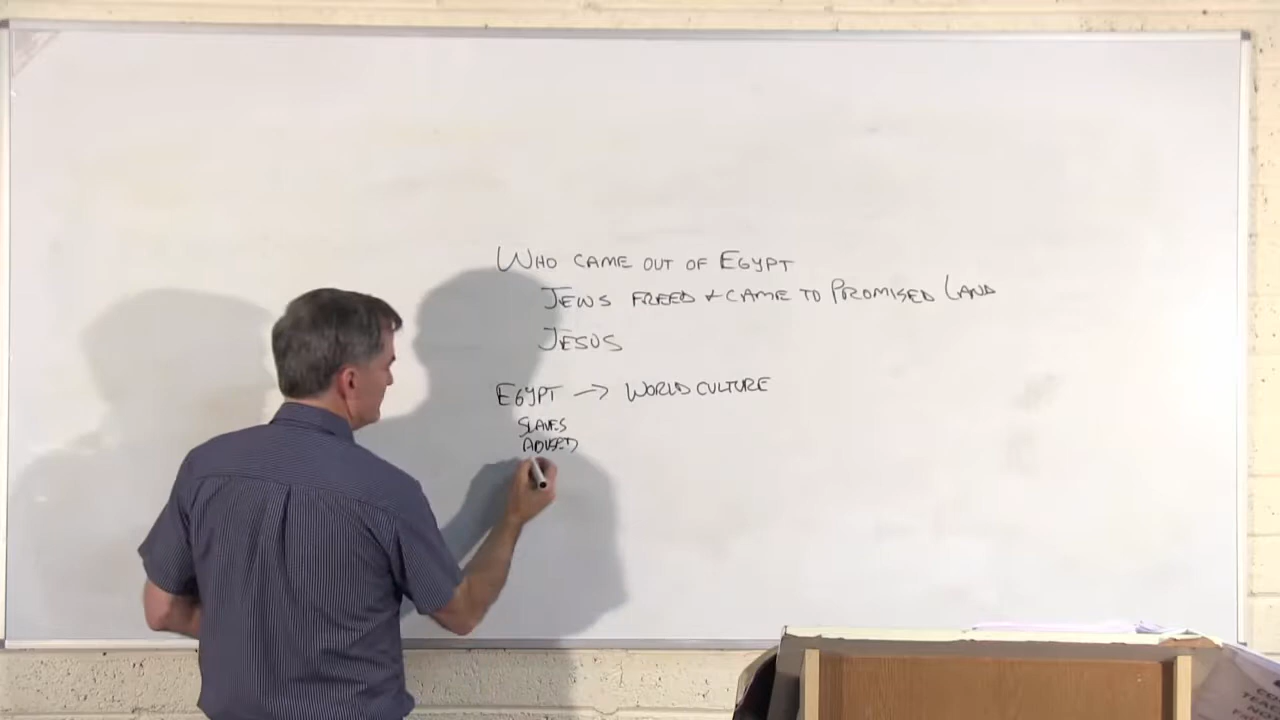 WHO CAME OUT OF EGYPT
JEWS FREED + CAME TO PROMISED LAND
JESUS
EGYPT → WORLD CULTURE
SLAVES